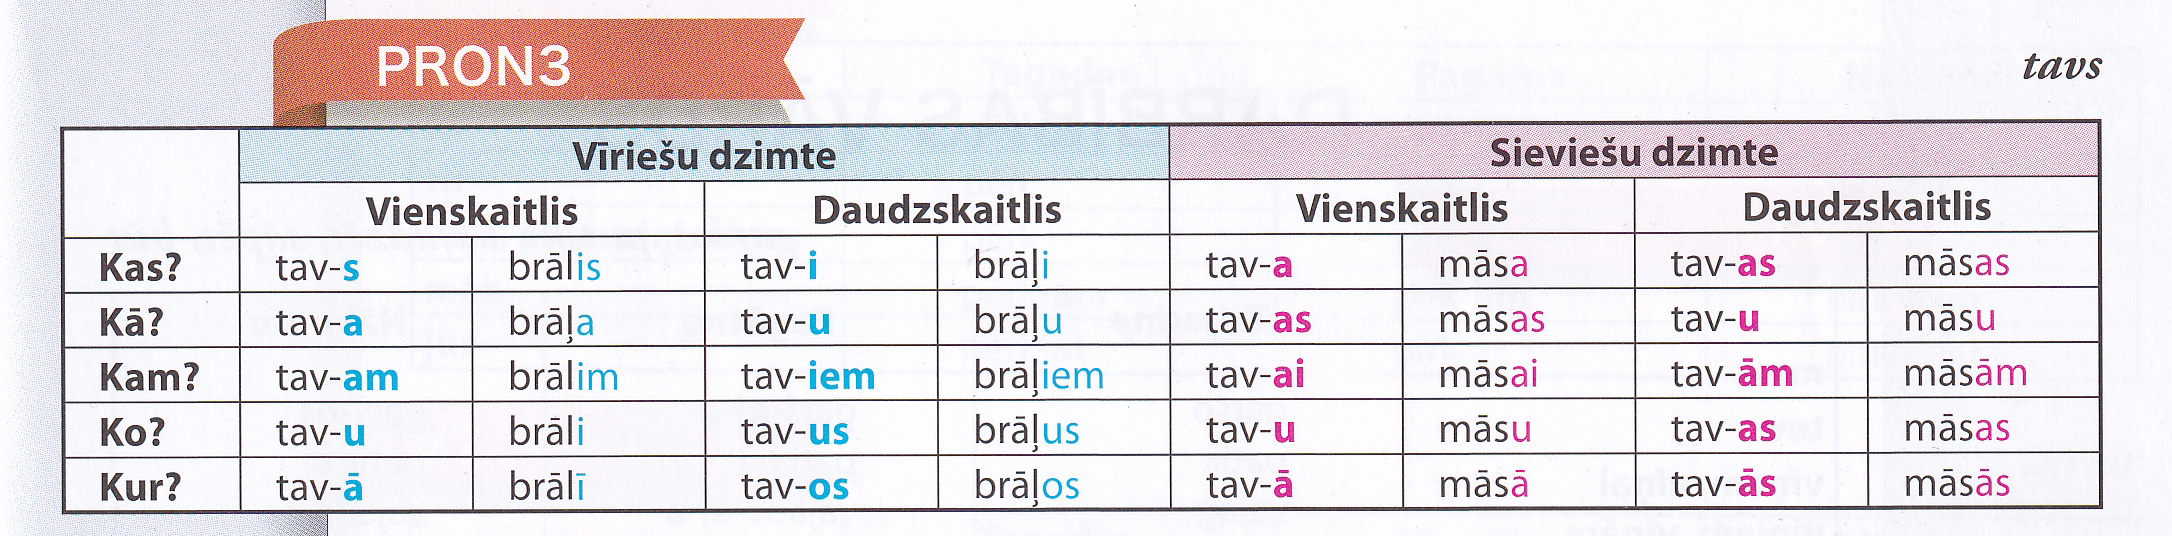 PRON3
tavs
Vīriešu dzimte Sieviešu dzimte
Vienskaitlis Daudzskaitlis Vienskaitlis Daudzskaitlis
Kas? tav-s brālis tav-i brāļi tav-a māsa tav-as māsas
Kā? tav-a brāļa tav-u brāļu tav-as māsas tav-u māsu
Kam? tav-am brālim tav-iem brāļiem tav-ai māsai tav-ām māsām
Ko? tav-u brāli tav-us brāļus tav-u māsu tav-as māsas
Kur? tav-ā brālī tav-os brāļos tav-ā māsā tav-ās māsās